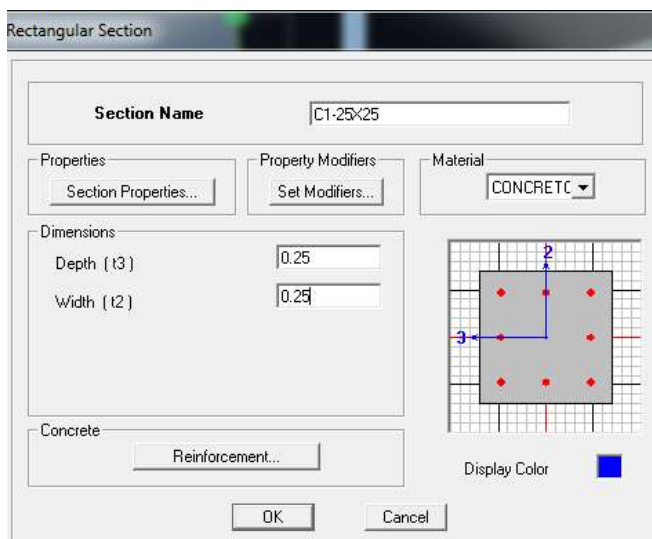 Rectangular Section
Section Name C1-25X25
Properties
Section Properties...
Property Modifiers
Set Modifiers...
Material
CONCRETC
Dimensions
Depth ( t3 ) 0.25
Width ( t2 ) 0.25
2
3
Concrete
Reinforcement...
Display Color
OK
Cancel